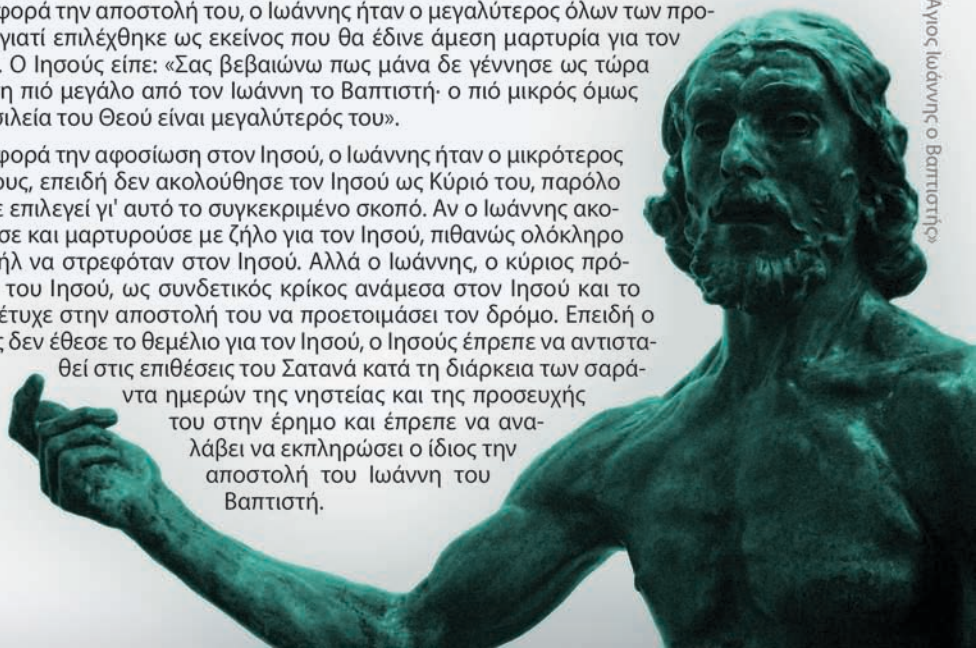 φορά την αποστολή του, ο Ιωάννης ήταν ο μεγαλύτερος όλων των προ-
γιατί επιλέχθηκε ως εκείνος που θα έδινε άμεση μαρτυρία για τον
. Ο Ιησούς είπε: «Σας βεβαιώνω πως μάνα δε γέννησε ως τώρα
η πιό μεγάλο από τον Ιωάννη το Βαπτιστή· ο πιό μικρός όμως
σιλεία του Θεού είναι μεγαλύτερός του».
φορά την αφοσίωση στον Ιησού, ο Ιωάννης ήταν ο μικρότερος
ους, επειδή δεν ακολούθησε τον Ιησού ως Κύριό του, παρόλο
ε επιλεγεί γι' αυτό το συγκεκριμένο σκοπό. Αν ο Ιωάννης ακο-
σε και μαρτυρούσε με ζήλο για τον Ιησού, πιθανώς ολόκληρο
ήλ να στρεφόταν στον Ιησού. Αλλά ο Ιωάννης, ο κύριος πρό-
του Ιησού, ως συνδετικός κρίκος ανάμεσα στον Ιησού και το
έτυχε στην αποστολή του να προετοιμάσει τον δρόμο. Επειδή ο
ς δεν έθεσε το θεμέλιο για τον Ιησού, ο Ιησούς έπρεπε να αντιστα-
θεί στις επιθέσεις του Σατανά κατά τη διάρκεια των σαρά-
ντα ημερών της νηστείας και της προσευχής
του στην έρημο και έπρεπε να ανα-
λάβει να εκπληρώσει ο ίδιος την
αποστολή του Ιωάννη του
Βαπτιστή.
Άγιος Ιωάννης ο Βαπτιστής»